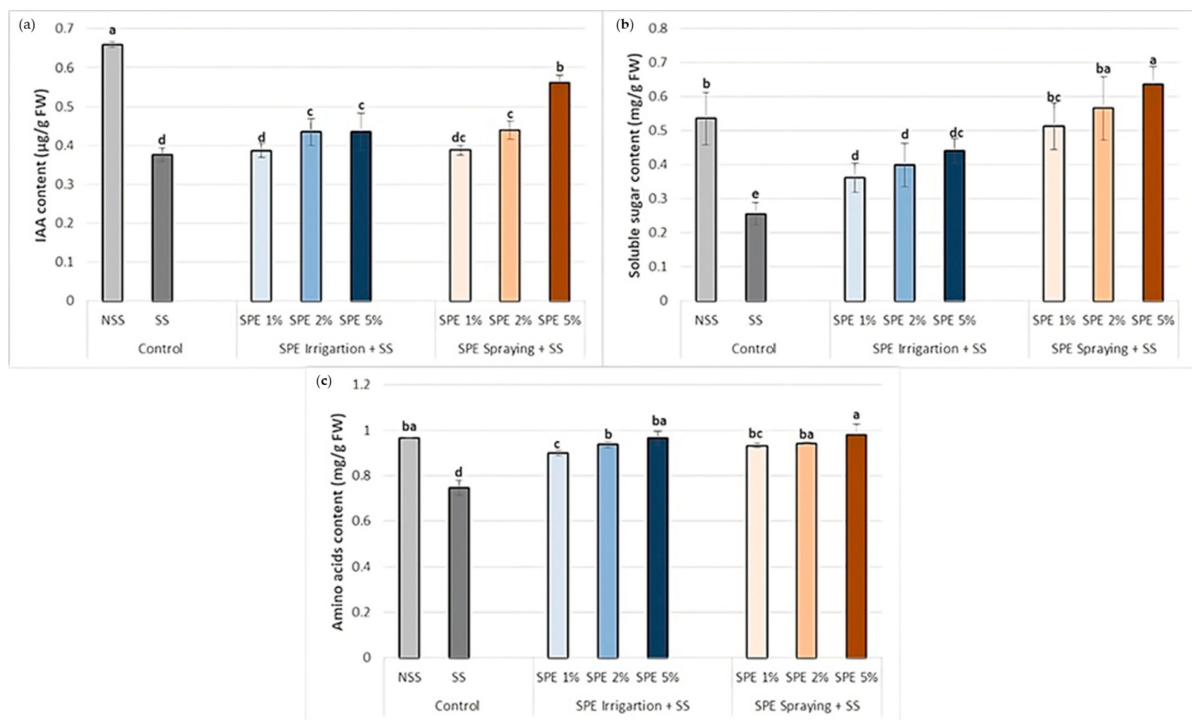 (a)
IAA content (µg/g FW)
0.7
0.6
0.5
0.4
0.3
0.2
0.1
0
a
d
d
c
c
dc
c
b
NSS SS SPE 1% SPE 2% SPE 5% SPE 1% SPE 2% SPE 5%
Control SPE Irrigartion + SS SPE Spraying + SS
(b)
Soluble sugar content (mg/g FW)
0.8
0.7
0.6
0.5
0.4
0.3
0.2
0.1
0
b
e
d
d
dc
bc
ba
a
NSS SS SPE 1% SPE 2% SPE 5% SPE 1% SPE 2% SPE 5%
Control SPE Irrigartion + SS SPE Spraying + SS
(c)
Amino acids content (mg/g FW)
1.2
1
0.8
0.6
0.4
0.2
0
ba
d
c
b
ba
bc
ba
a
NSS SS SPE 1% SPE 2% SPE 5% SPE 1% SPE 2% SPE 5%
Control SPE Irrigartion + SS SPE Spraying + SS